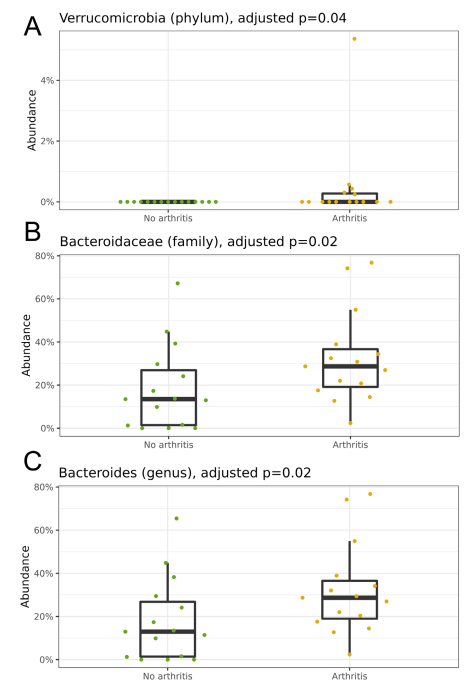 A
Verrucomicrobia (phylum), adjusted p=0.04
Abundance
4%
2%
0%
No arthritis
Arthritis
B
Bacteroidaceae (family), adjusted p=0.02
Abundance
80%
60%
40%
20%
0%
No arthritis
Arthritis
C
Bacteroides (genus), adjusted p=0.02
Abundance
80%
60%
40%
20%
0%
No arthritis
Arthritis